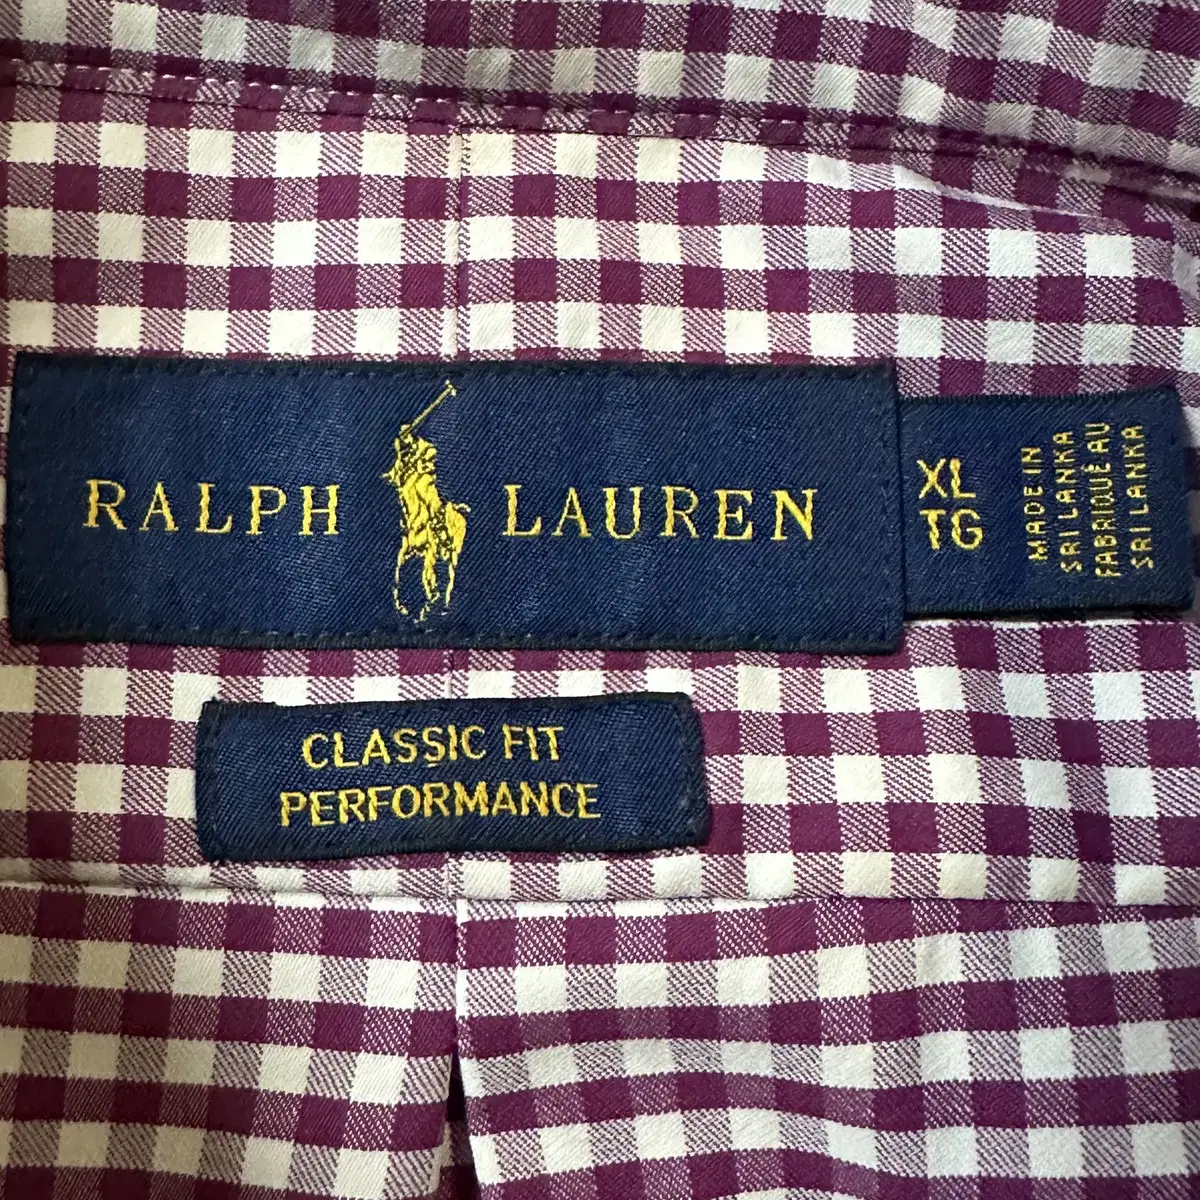 RALPH LAUREN
XL
TG
MADE IN
SRI LANKA
FABRIQUÉ AU
SRI LANKA
CLASSIC FIT
PERFORMANCE